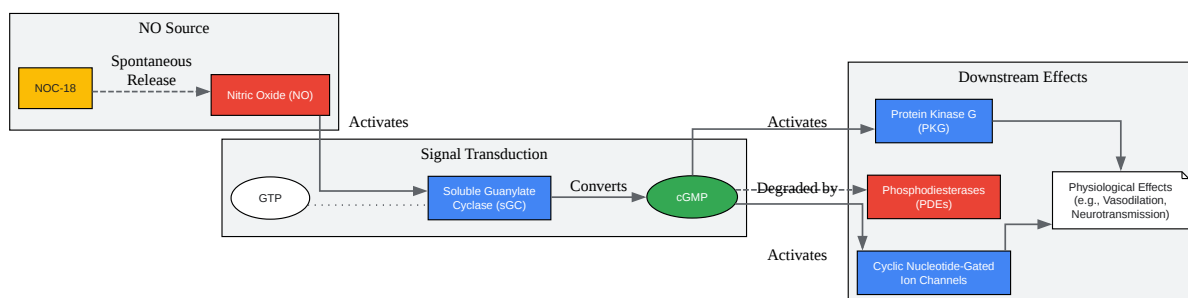 NO Source
Spontaneous
Release
NOC-18
Nitric Oxide (NO)
Activates
Signal Transduction
GTP
Soluble Guanylate
Cyclase (sGC)
Converts
cGMP
Activates
Degraded by
Activates
Downstream Effects
Protein Kinase G
(PKG)
Phosphodiesterases
(PDEs)
Cyclic Nucleotide-Gated
Ion Channels
Physiological Effects
(e.g., Vasodilation,
Neurotransmission)